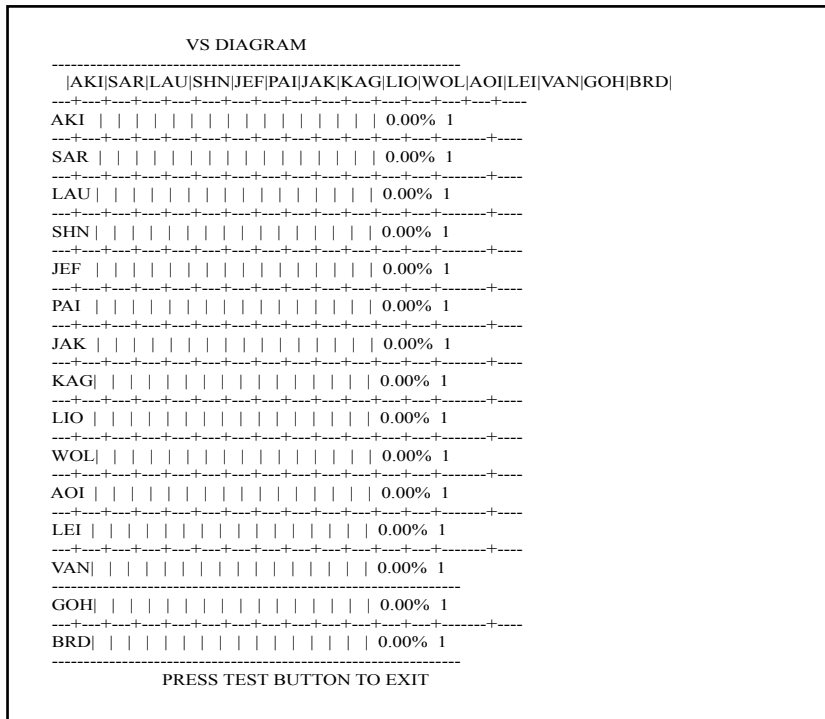 VS DIAGRAM
-----------------------------------------------------------------
|AKI|SAR|LAU|SHN|JEF|PAI|JAK|KAG|LIO|WOL|AOI|LEI|VAN|GOH|BRD|
---+---+---+---+---+---+---+---+---+---+---+---+----
AKI | | | | | | | | | | | | | | | | 0.00% 1
---+---+---+---+---+---+---+---+---+---+---+-------+----
SAR | | | | | | | | | | | | | | | | 0.00% 1
---+---+---+---+---+---+---+---+---+---+---+-------+----
LAU | | | | | | | | | | | | | | | | 0.00% 1
---+---+---+---+---+---+---+---+---+---+---+-------+----
SHN | | | | | | | | | | | | | | | | 0.00% 1
---+---+---+---+---+---+---+---+---+---+---+-------+----
JEF | | | | | | | | | | | | | | | | 0.00% 1
---+---+---+---+---+---+---+---+---+---+---+-------+----
PAI | | | | | | | | | | | | | | | | 0.00% 1
---+---+---+---+---+---+---+---+---+---+---+-------+----
JAK | | | | | | | | | | | | | | | | 0.00% 1
---+---+---+---+---+---+---+---+---+---+---+-------+----
KAG| | | | | | | | | | | | | | | | 0.00% 1
---+---+---+---+---+---+---+---+---+---+---+-------+----
LIO | | | | | | | | | | | | | | | | 0.00% 1
---+---+---+---+---+---+---+---+---+---+---+-------+----
WOL| | | | | | | | | | | | | | | | 0.00% 1
---+---+---+---+---+---+---+---+---+---+---+-------+----
AOI | | | | | | | | | | | | | | | | 0.00% 1
---+---+---+---+---+---+---+---+---+---+---+-------+----
LEI | | | | | | | | | | | | | | | | 0.00% 1
---+---+---+---+---+---+---+---+---+---+---+-------+----
VAN| | | | | | | | | | | | | | | | 0.00% 1
-----------------------------------------------------------------
GOH| | | | | | | | | | | | | | | | 0.00% 1
---+---+---+---+---+---+---+---+---+---+---+-------+----
BRD| | | | | | | | | | | | | | | | 0.00% 1
-----------------------------------------------------------------
PRESS TEST BUTTON TO EXIT